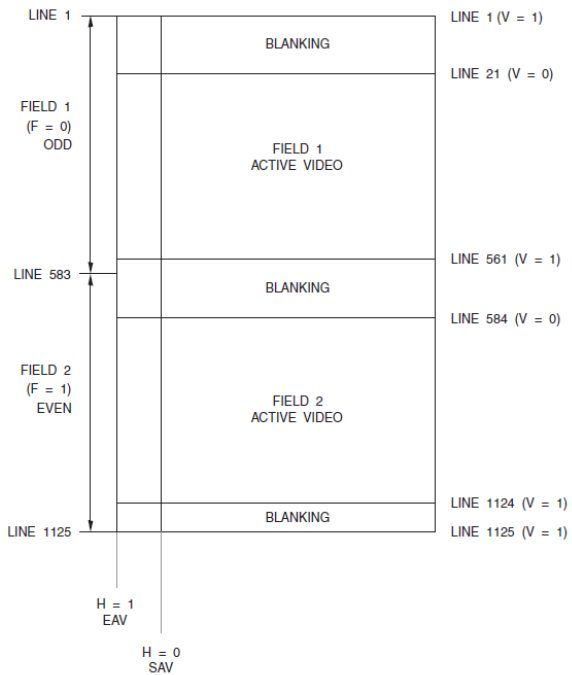 LINE 1
LINE 1 (V = 1)
BLANKING
LINE 21 (V = 0)
FIELD 1
(F = 0)
ODD
FIELD 1
ACTIVE VIDEO
LINE 561 (V = 1)
LINE 583
BLANKING
LINE 584 (V = 0)
FIELD 2
(F = 1)
EVEN
FIELD 2
ACTIVE VIDEO
LINE 1124 (V = 1)
BLANKING
LINE 1125
LINE 1125 (V = 1)
H = 1
EAV
H = 0
SAV